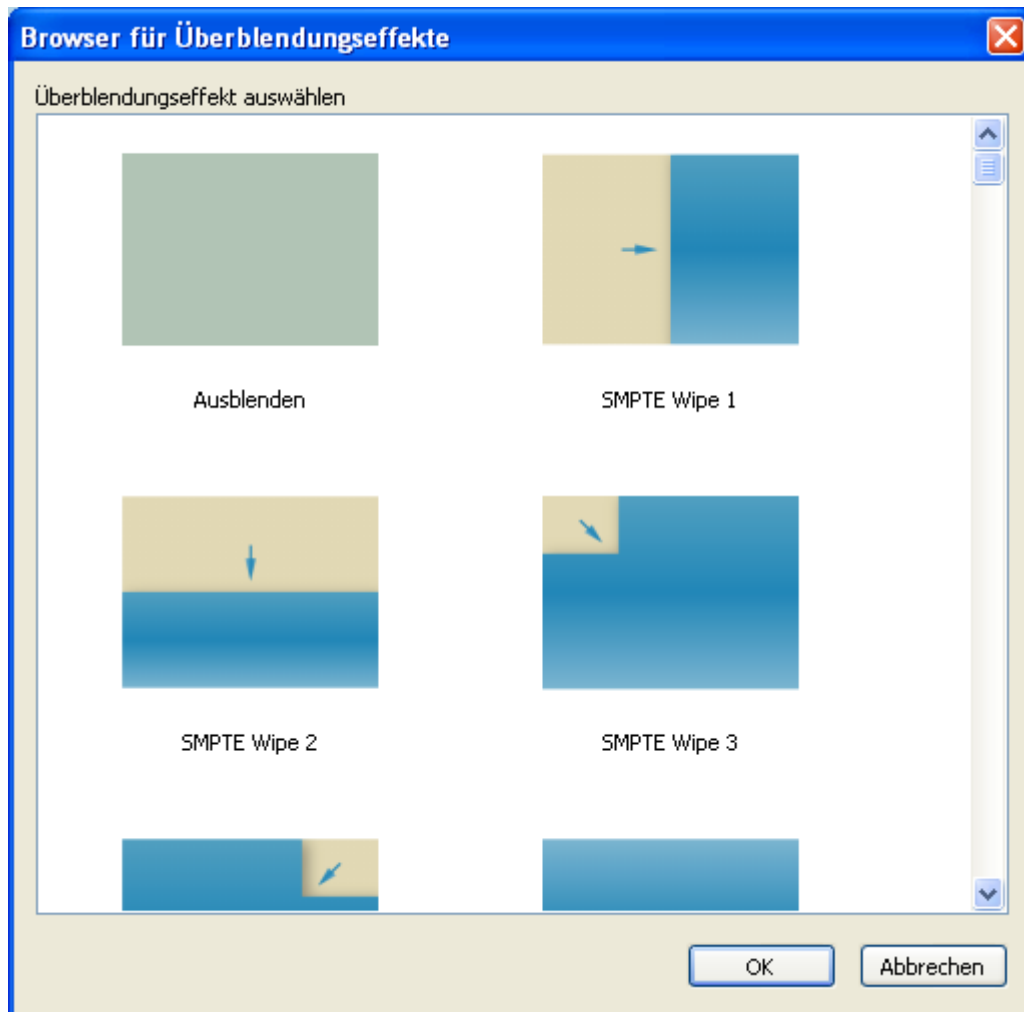 Browser für Überblendungseffekte
Überblendungseffekt auswählen
Ausblenden
SMPTE Wipe 1
SMPTE Wipe 2
SMPTE Wipe 3
OK
Abbrechen